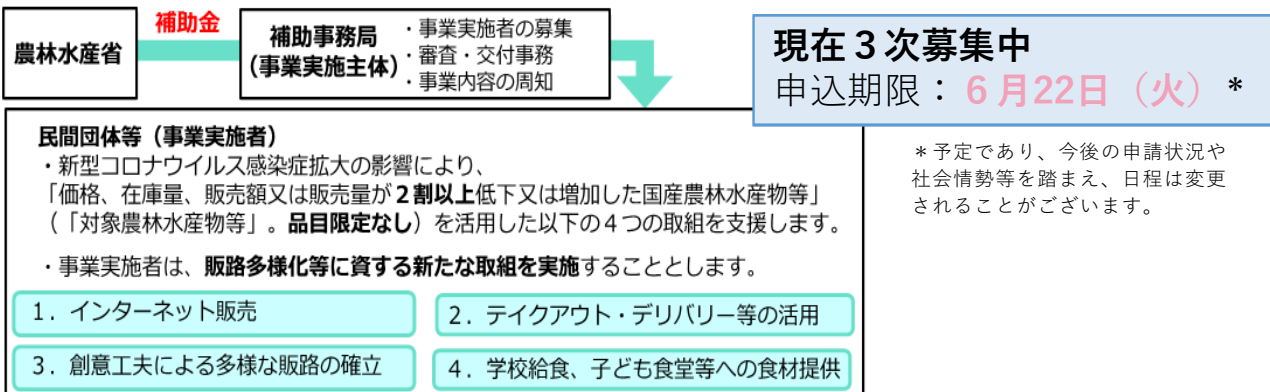 農林水産省
補助金
補助事務局
(事業実施主体)
・事業実施者の募集
・審査・交付事務
・事業内容の周知
現在３次募集中
申込期限：６月22日（火）*
＊予定であり、今後の申請状況や
社会情勢等を踏まえ、日程は変更
されることがございます。
民間団体等（事業実施者）
・新型コロナウイルス感染症拡大の影響により、
「価格、在庫量、販売額又は販売量が２割以上低下又は増加した国産農林水産物等」
（「対象農林水産物等」。品目限定なし）を活用した以下の４つの取組を支援します。
・事業実施者は、販路多様化等に資する新たな取組を実施することとします。
１．インターネット販売
２．テイクアウト・デリバリー等の活用
３．創意工夫による多様な販路の確立
４．学校給食、子ども食堂等への食材提供